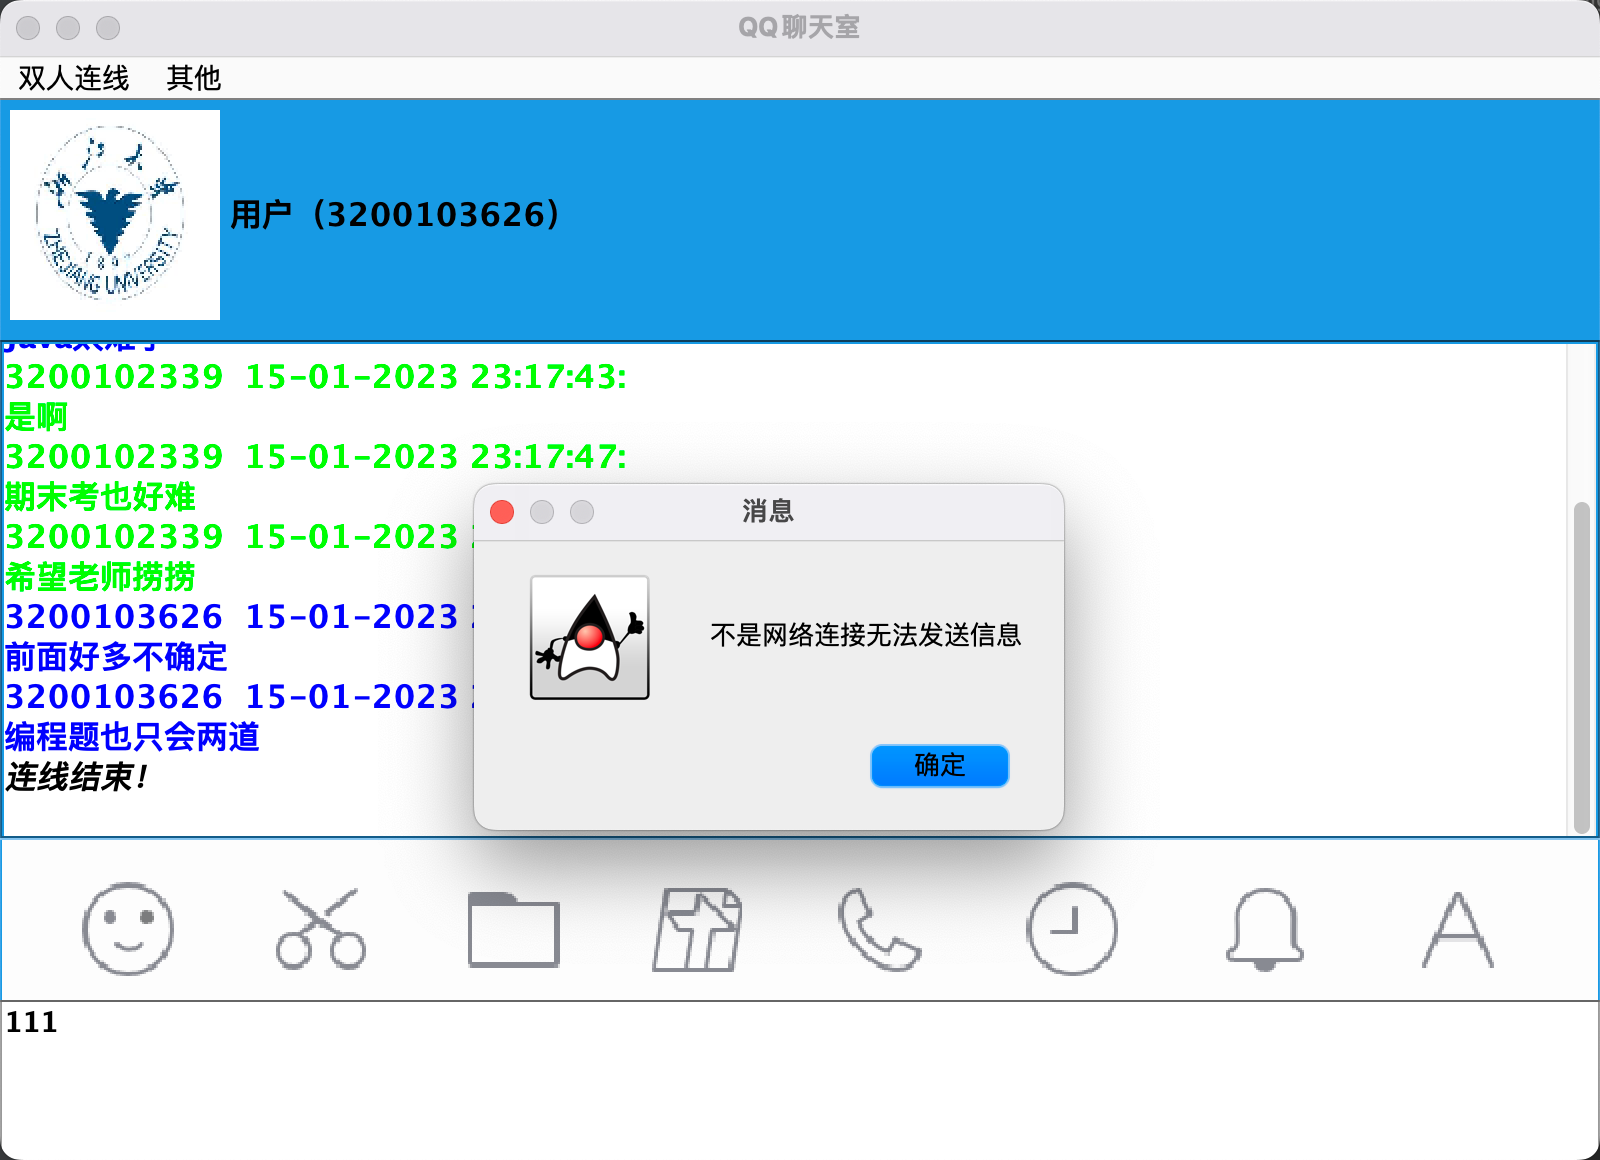 QQ聊天室
双人连线 其他
ZHEJIANG UNIVERSITY
用户（3200103626）
3200102339 15-01-2023 23:17:43:
是啊
3200102339 15-01-2023 23:17:47:
期末考也好难
3200102339 15-01-2023
希望老师捞捞
3200103626 15-01-2023
前面好多不确定
3200103626 15-01-2023
编程题也只会两道
连线结束！
消息
不是网络连接无法发送信息
确定
111